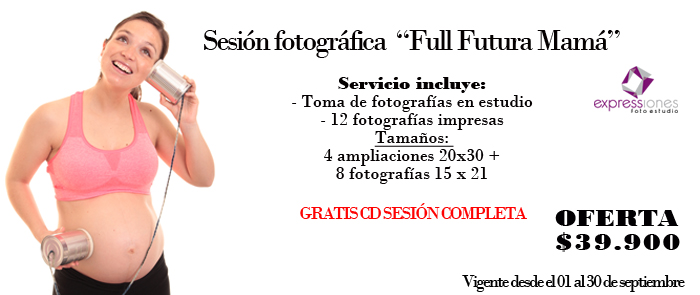 Sesión fotográfica “Full Futura Mamá”
Servicio incluye:
- Toma de fotografías en estudio
- 12 fotografías impresas
Tamaños:
4 ampliaciones 20x30 +
8 fotografías 15 x 21
expressiones
foto estudio
GRATIS CD SESIÓN COMPLETA
OFERTA
$39.900
Vigente desde el 01 al 30 de septiembre